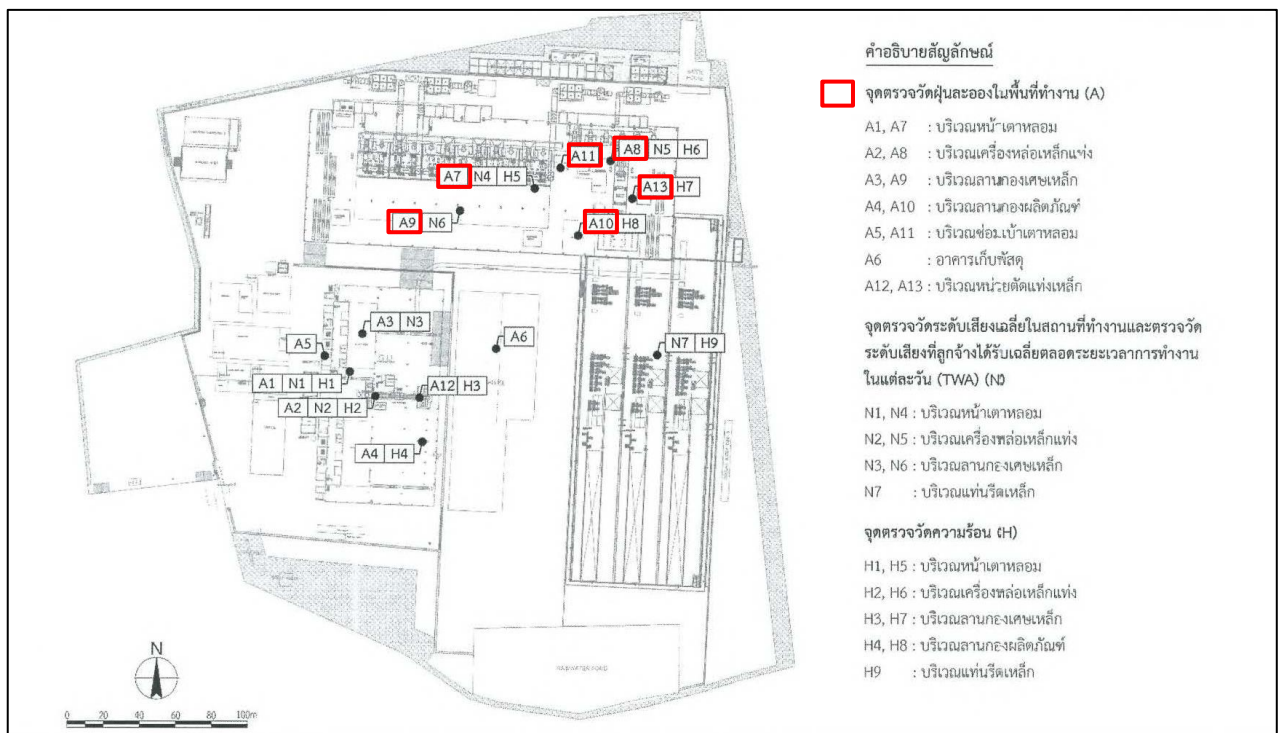 คำอธิบายสัญลักษณ์
จุดตรวจวัดฝุ่นละอองในพื้นที่ทำงาน (A)
A1, A7 : บริเวณหน้าเตาหลอม
A2, A8 : บริเวณเครื่องหล่อเหล็กแท่ง
A3, A9 : บริเวณลานกองเศษเหล็ก
A4, A10 : บริเวณลานกองผลิตภัณฑ์
A5, A11 : บริเวณซ่อมเบ้าเตาหลอม
A6 : อาคารเก็บพัสดุ
A12, A13 : บริเวณหน่วยตัดแท่งเหล็ก
จุดตรวจวัดระดับเสียงเฉลี่ยในสถานที่ทำงานและตรวจวัด
ระดับเสียงที่ลูกจ้างได้รับเฉลี่ยตลอดระยะเวลาการทำงาน
ในแต่ละวัน (TWA) (N)
N1, N4 : บริเวณหน้าเตาหลอม
N2, N5 : บริเวณเครื่องหล่อเหล็กแท่ง
N3, N6 : บริเวณลานกองเศษเหล็ก
N7 : บริเวณแท่นรีดเหล็ก
จุดตรวจวัดความร้อน (H)
H1, H5 : บริเวณหน้าเตาหลอม
H2, H6 : บริเวณเครื่องหล่อเหล็กแท่ง
H3, H7 : บริเวณลานกองเศษเหล็ก
H4, H8 : บริเวณลานกองผลิตภัณฑ์
H9 : บริเวณแท่นรีดเหล็ก
A11
A8 N5 H6
A7 N4 H5
A13 H7
A9 N6
A10 H8
A3 N3
A5
A6
N7 H9
A1 N1 H1
A12 H3
A2 N2 H2
A4 H4
N
0 20 40 60 80 100m